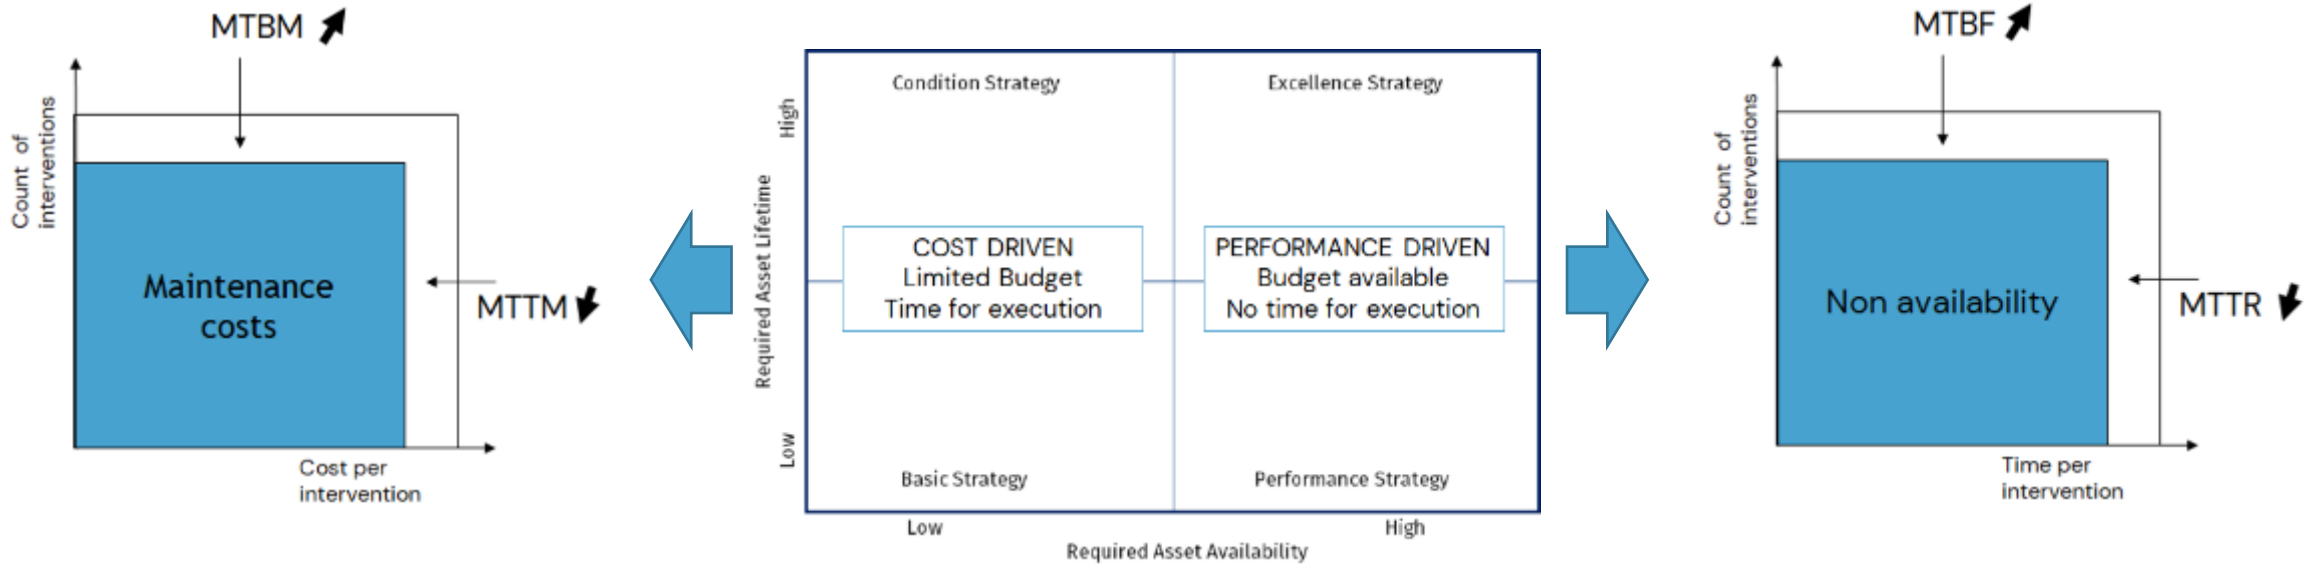 MTBM
Count of
interventions
Maintenance
costs
MTTM
Cost per
intervention
Condition Strategy
Excellence Strategy
High
Required Asset Lifetime
Low
COST DRIVEN
Limited Budget
Time for execution
PERFORMANCE DRIVEN
Budget available
No time for execution
Basic Strategy
Performance Strategy
Low
High
Required Asset Availability
MTBF
Count of
interventions
Non availability
MTTR
Time per
intervention